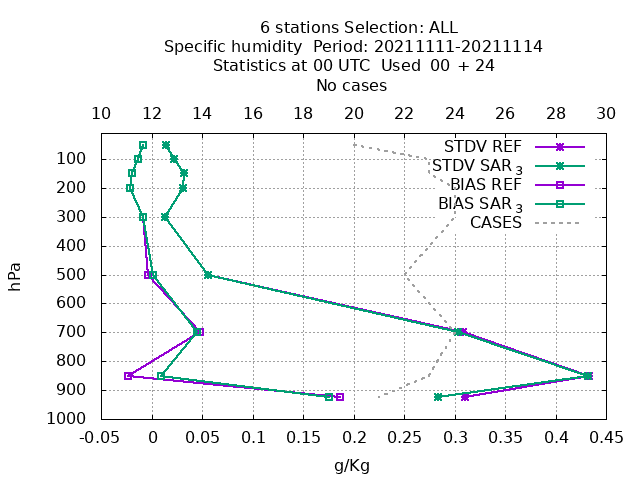 6 stations Selection: ALL
Specific humidity  Period: 20211111-20211114
Statistics at 00 UTC  Used  00 + 24
No cases
10 12 14 16 18 20 22 24 26 28 30
STDV REF
100
STDV SAR 3
150
BIAS REF
200
BIAS SAR 3
300
CASES
400
hPa
500
600
700
800
900
1000
-0.05 0 0.05 0.1 0.15 0.2 0.25 0.3 0.35 0.4 0.45
g/Kg